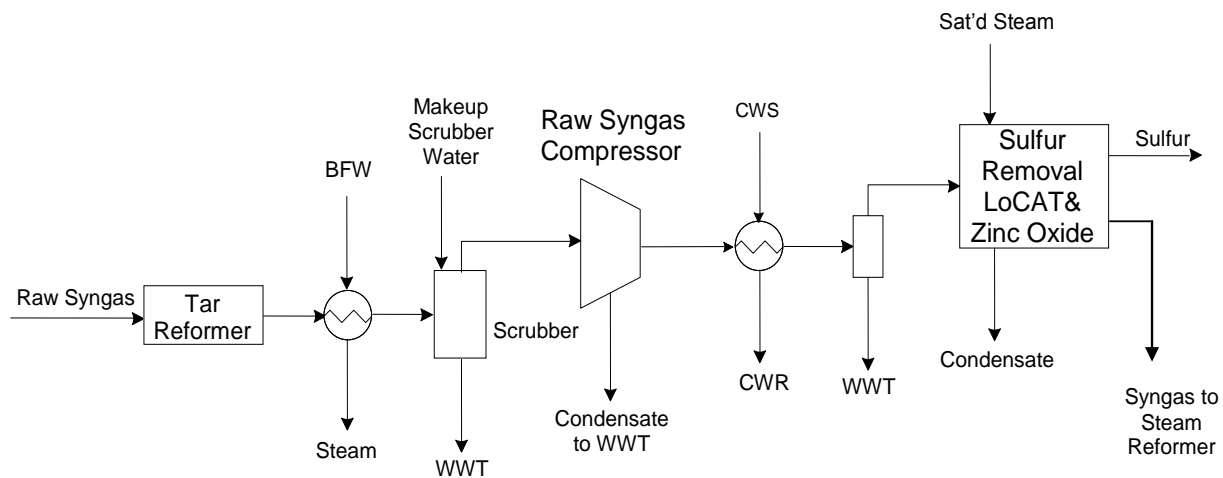 Sat'd Steam
Makeup
Scrubber
Water
Raw Syngas
Compressor
CWS
BFW
Sulfur
Removal
LoCAT&
Zinc Oxide
Sulfur
Raw Syngas
Tar
Reformer
Scrubber
Steam
WWT
Condensate
to WWT
CWR
WWT
Condensate
Syngas to
Steam
Reformer